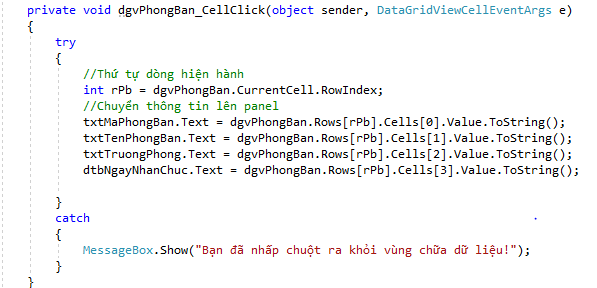 private void dgvPhongBan_CellClick(object sender, DataGridViewCellEventArgs e)
{
try
{
//Thứ tự dòng hiện hành
int rPb = dgvPhongBan.CurrentCell.RowIndex;
//Chuyển thông tin lên panel
txtMaPhongBan.Text = dgvPhongBan.Rows[rPb].Cells[0].Value.ToString();
txtTenPhongBan.Text = dgvPhongBan.Rows[rPb].Cells[1].Value.ToString();
txtTruongPhong.Text = dgvPhongBan.Rows[rPb].Cells[2].Value.ToString();
dtbNgayNhanChuc.Text = dgvPhongBan.Rows[rPb].Cells[3].Value.ToString();
}
catch
{
MessageBox.Show("Bạn đã nhấp chuột ra khỏi vùng chứa dữ liệu!");
}
}